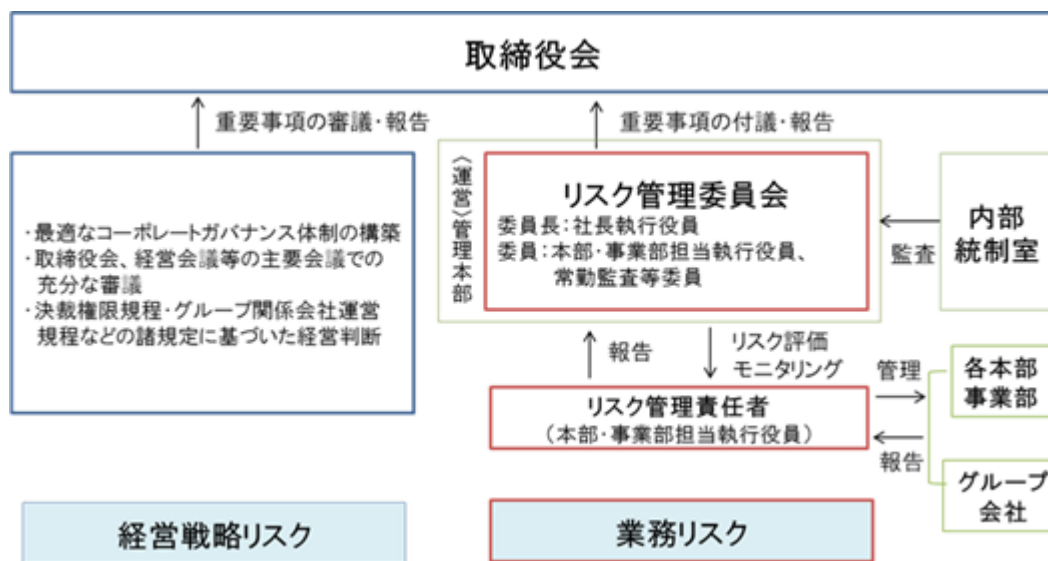 取締役会
重要事項の審議・報告
重要事項の付議・報告
・最適なコーポレートガバナンス体制の構築
・取締役会、経営会議等の主要会議での
充分な審議
・決裁権限規程・グループ関係会社運営
規程などの諸規定に基づいた経営判断
〈運営〉管理本部
リスク管理委員会
委員長：社長執行役員
委員：本部・事業部担当執行役員、
常勤監査等委員
監査
内部
統制室
報告
リスク評価
モニタリング
リスク管理責任者
（本部・事業部担当執行役員）
管理
報告
各本部
事業部
グループ
会社
経営戦略リスク
業務リスク